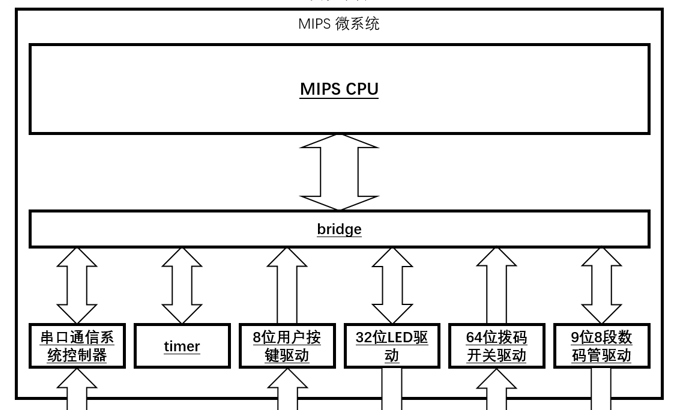 MIPS 微系统
MIPS CPU
bridge
串口通信系
统控制器
timer
8位用户按
键驱动
32位LED驱
动
64位拨码
开关驱动
9位8段数
码管驱动